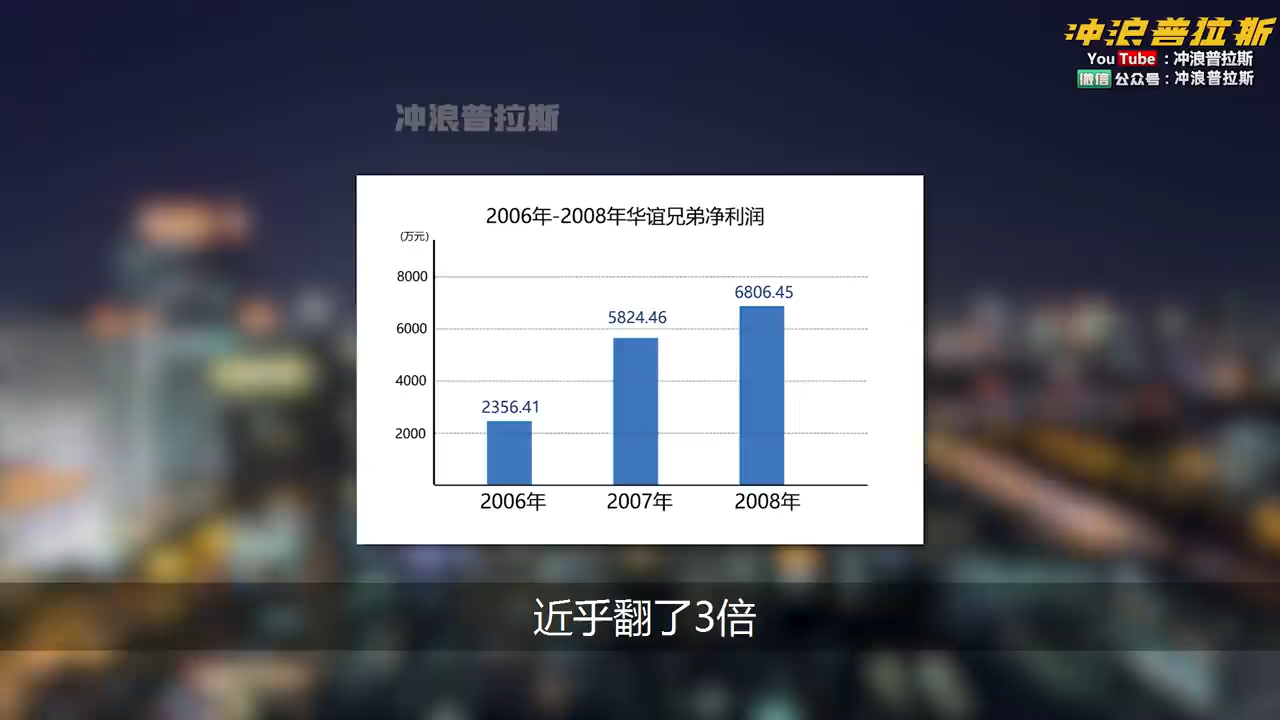 冲浪普拉斯
YouTube：冲浪普拉斯
微信公众号：冲浪普拉斯
冲浪普拉斯
2006年-2008年华谊兄弟净利润
(万元)
8000
6806.45
6000
5824.46
4000
2356.41
2000
2006年 2007年 2008年
近乎翻了3倍